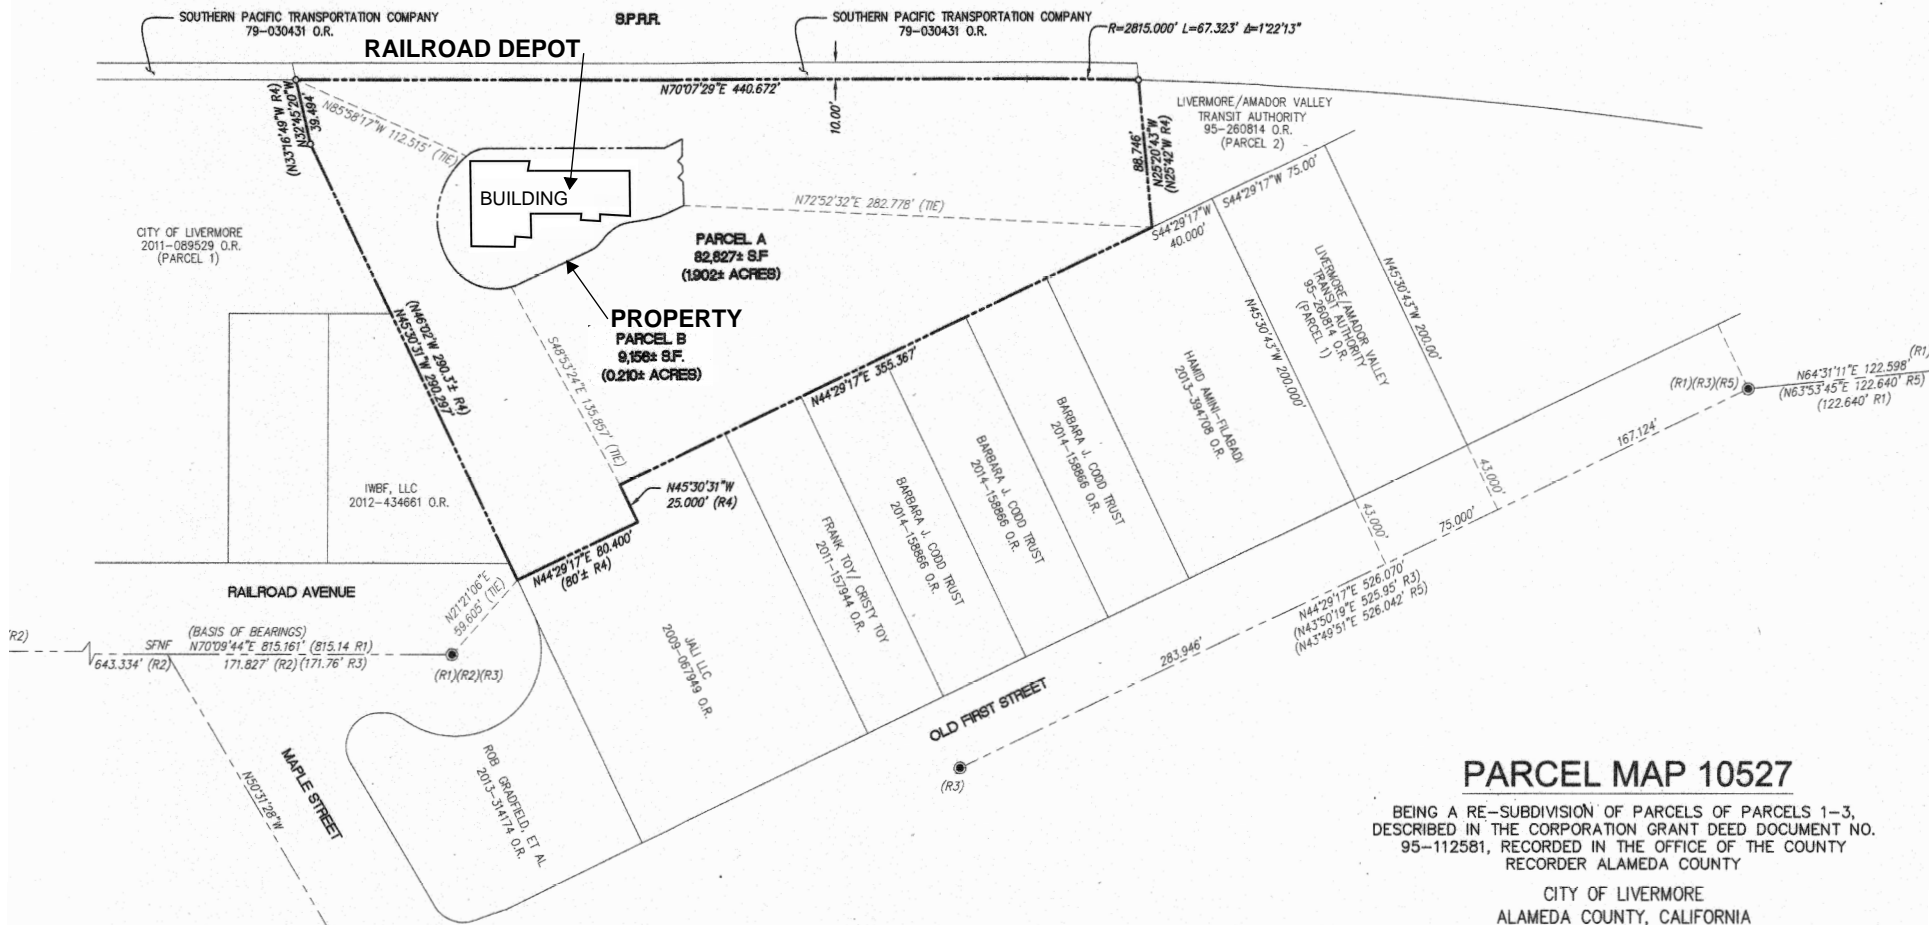 SOUTHERN PACIFIC TRANSPORTATION COMPANY
79-030431 O.R.
S.P.R.R.
SOUTHERN PACIFIC TRANSPORTATION COMPANY
79-030431 O.R.
R=2815.000' L=67.323' Δ=1°22'13"
RAILROAD DEPOT
N70°07'29"E 440.672'
10.00'
(N33°16'49"W R4)
N32°45'20"W
39.494'
N85°58'17"W 112.515' (TIE)
BUILDING
N72°52'32"E 282.778' (TIE)
88.746'
N25°20'43"W
(N25°42'W R4)
LIVERMORE/AMADOR VALLEY
TRANSIT AUTHORITY
95-260814 O.R.
(PARCEL 2)
S44°29'17"W 75.00'
S44°29'17"W
40.000'
CITY OF LIVERMORE
2011-089529 O.R.
(PARCEL 1)
PARCEL A
82,827± S.F
(1.902± ACRES)
PROPERTY
PARCEL B
9,158± S.F.
(0.210± ACRES)
(N46°02'W 290.3'± R4)
N45°30'31"W 290.297'
S48°53'24"E 135.857' (TIE)
N44°29'17"E 355.367'
N45°30'31"W
25.000' (R4)
N44°29'17"E 80.400'
(80'± R4)
IWBF, LLC
2012-434661 O.R.
LIVERMORE/AMADOR VALLEY
TRANSIT AUTHORITY
95-260814 O.R.
(PARCEL 1)
N45°30'43"W 200.00'
N45°30'43"W 200.000'
HAMID AMINI-FILABADI
2013-394708 O.R.
BARBARA J. CODD TRUST
2014-158866 O.R.
BARBARA J. CODD TRUST
2014-158866 O.R.
BARBARA J. CODD TRUST
2014-158866 O.R.
FRANK TOY/ CRISTY TOY
2011-157944 O.R.
JALI LLC
2009-067949 O.R.
ROB GRADFIELD, ET AL
2013-314174 O.R.
(R1)(R3)(R5)
N64°31'11"E 122.598' (R1)
(N63°53'45"E 122.640' R5)
(122.640' R1)
167.124'
43.000'
75.000'
43.000'
N44°29'17"E 526.070'
(N43°50'19"E 525.95' R3)
(N43°49'51"E 526.042' R5)
283.946'
OLD FIRST STREET
(R3)
RAILROAD AVENUE
N21°21'06"E
59.605' (TIE)
(R2)
SFNF
(BASIS OF BEARINGS)
N70°09'44"E 815.161' (815.14 R1)
643.334' (R2)
171.827' (R2)(171.76' R3)
(R1)(R2)(R3)
MAPLE STREET
N50°31'28"W
PARCEL MAP 10527
BEING A RE-SUBDIVISION OF PARCELS OF PARCELS 1-3,
DESCRIBED IN THE CORPORATION GRANT DEED DOCUMENT NO.
95-112581, RECORDED IN THE OFFICE OF THE COUNTY
RECORDER ALAMEDA COUNTY
CITY OF LIVERMORE
ALAMEDA COUNTY, CALIFORNIA